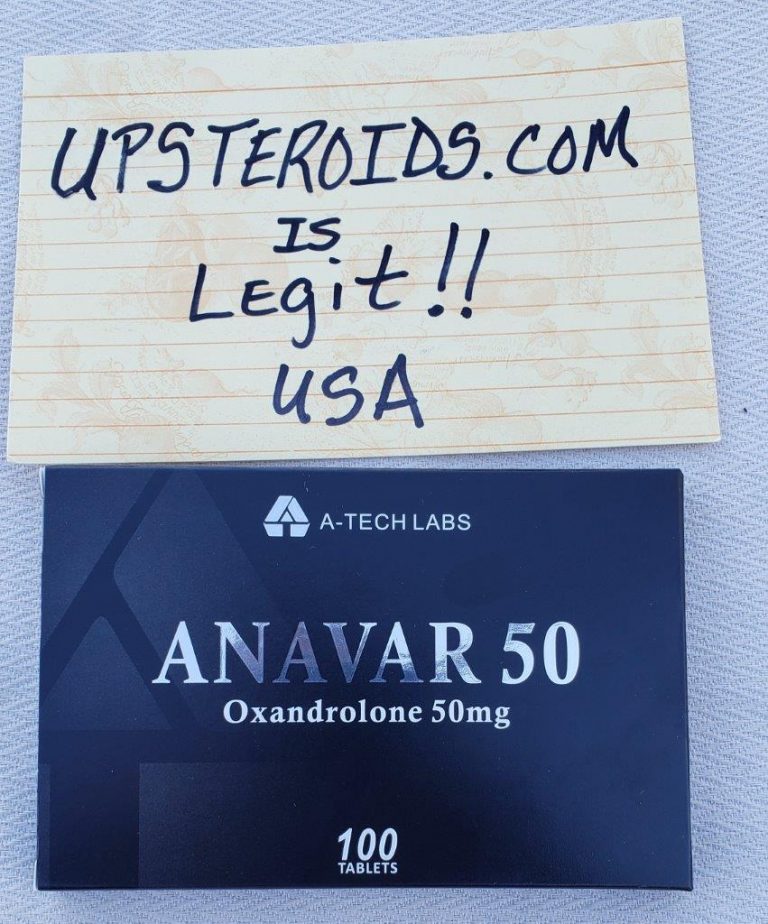 UPSTEROIDS.COM
IS
Legit!!
USA
A-TECH LABS
ANAVAR 50
Oxandrolone 50mg
100
TABLETS